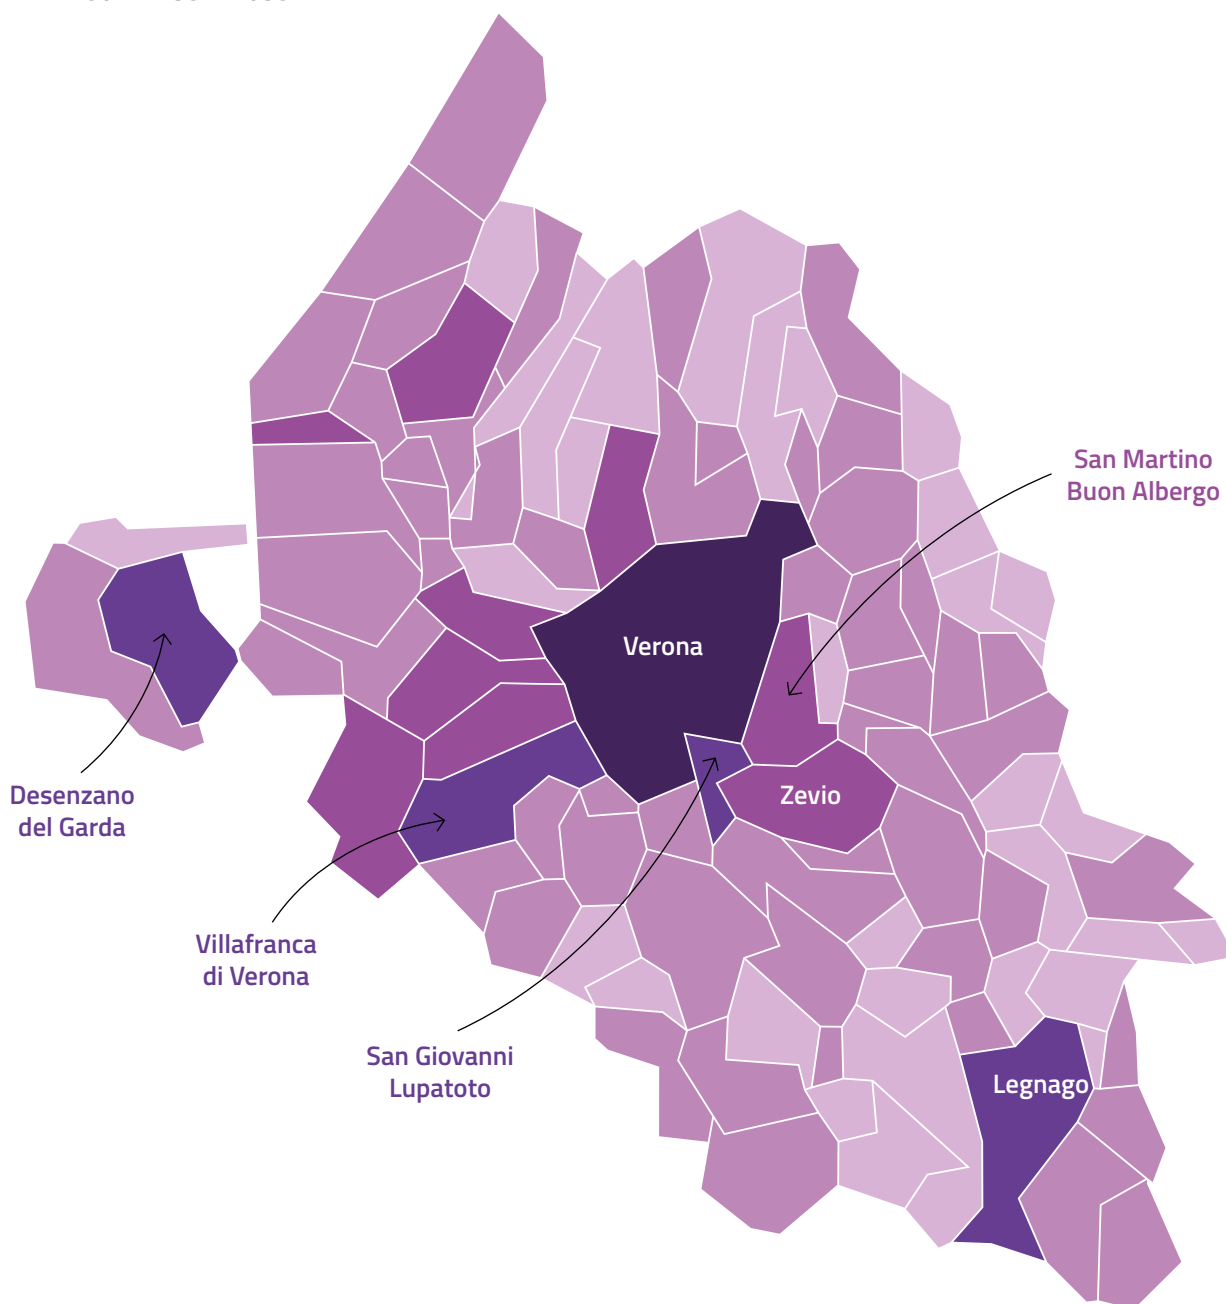 San Martino
Buon Albergo
Verona
Zevio
Desenzano
del Garda
Villafranca
di Verona
San Giovanni
Lupatoto
Legnago